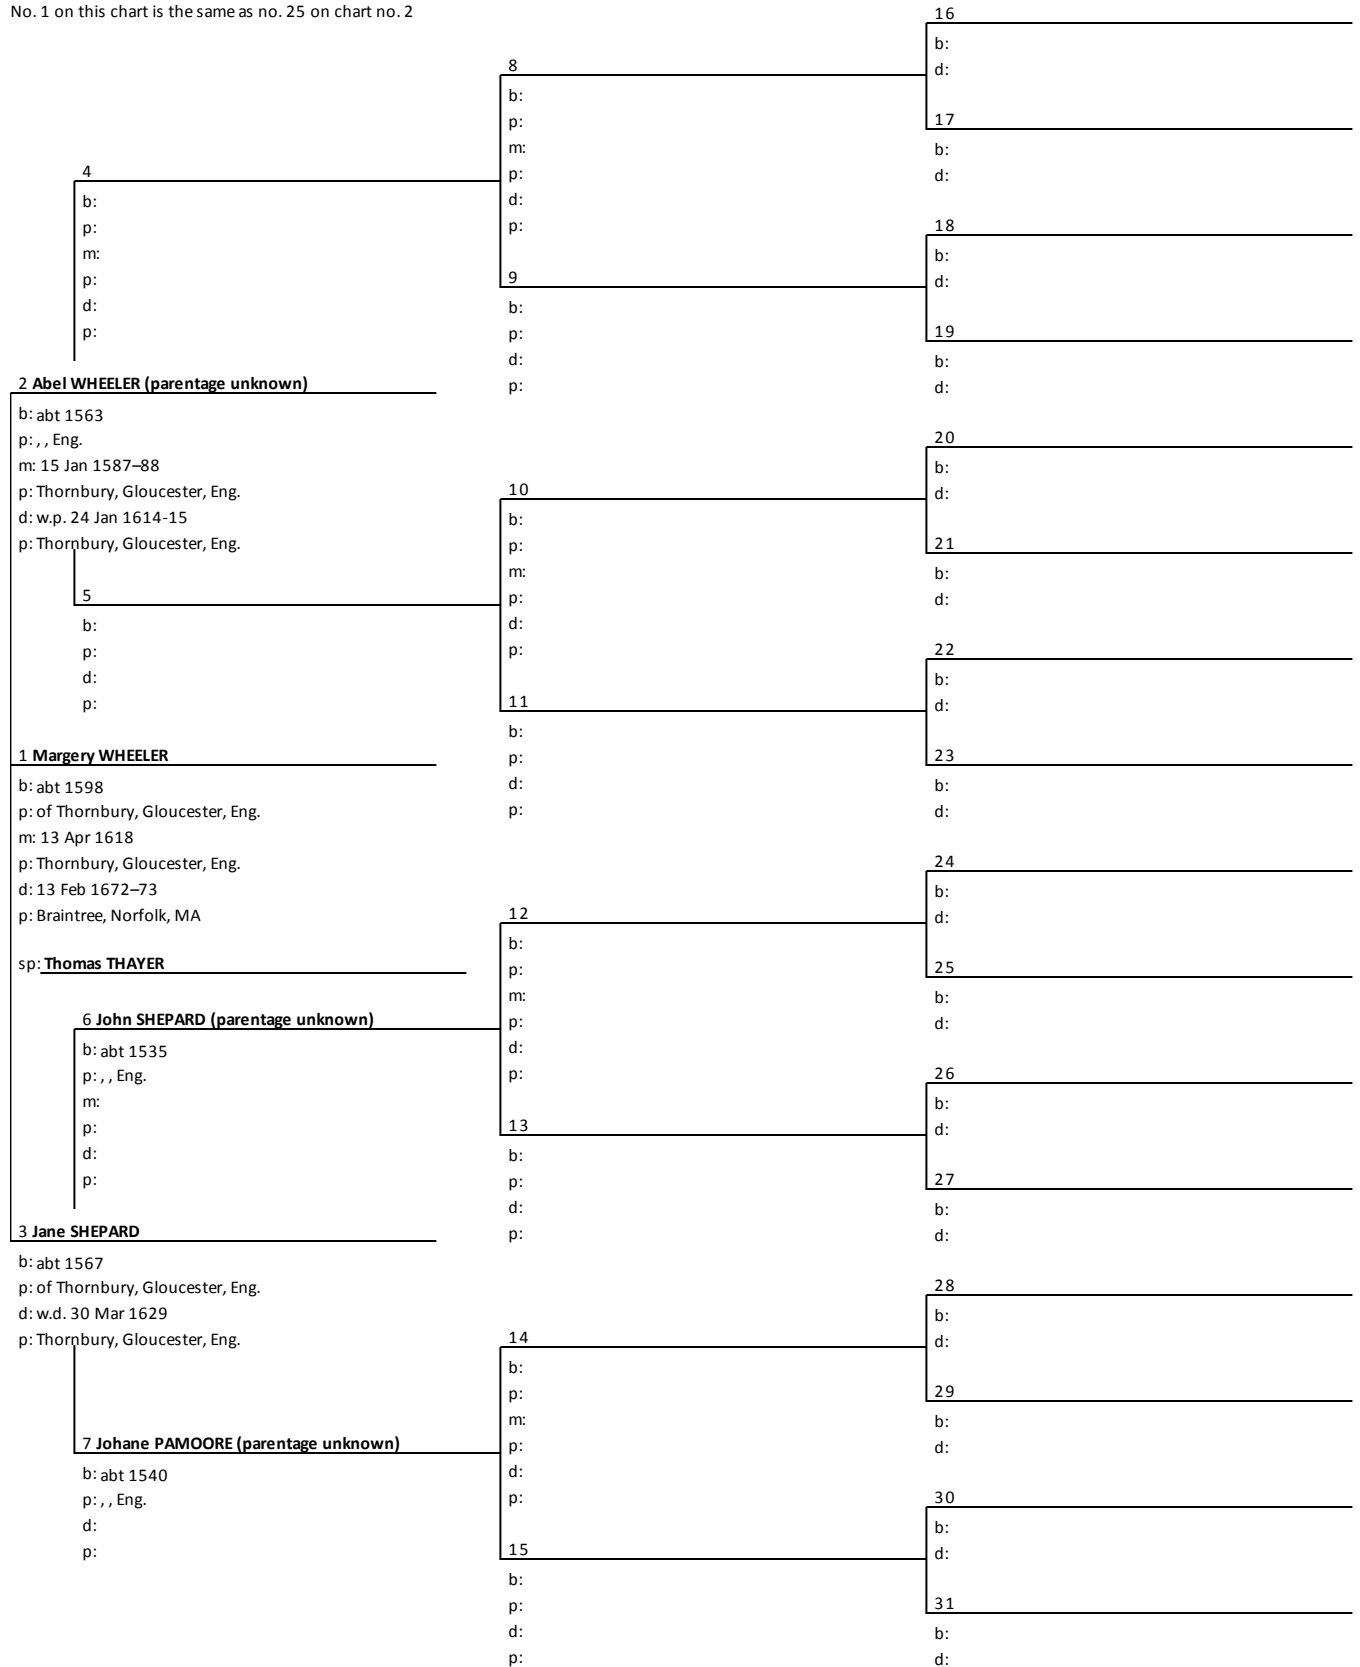 No. 1 on this chart is the same as no. 25 on chart no. 2
4
b:
p:
m:
p:
d:
p:
2 Abel WHEELER (parentage unknown)
b: abt 1563
p: , , Eng.
m: 15 Jan 1587–88
p: Thornbury, Gloucester, Eng.
d: w.p. 24 Jan 1614-15
p: Thornbury, Gloucester, Eng.
5
b:
p:
d:
p:
1 Margery WHEELER
b: abt 1598
p: of Thornbury, Gloucester, Eng.
m: 13 Apr 1618
p: Thornbury, Gloucester, Eng.
d: 13 Feb 1672–73
p: Braintree, Norfolk, MA
sp: Thomas THAYER
6 John SHEPARD (parentage unknown)
b: abt 1535
p: , , Eng.
m:
p:
d:
p:
3 Jane SHEPARD
b: abt 1567
p: of Thornbury, Gloucester, Eng.
d: w.d. 30 Mar 1629
p: Thornbury, Gloucester, Eng.
7 Johane PAMOORE (parentage unknown)
b: abt 1540
p: , , Eng.
d:
p:
8
b:
p:
m:
p:
d:
p:
9
b:
p:
d:
p:
10
b:
p:
m:
p:
d:
p:
11
b:
p:
d:
p:
12
b:
p:
m:
p:
d:
p:
13
b:
p:
d:
p:
14
b:
p:
m:
p:
d:
p:
15
b:
p:
d:
p:
16
b:
d:
17
b:
d:
18
b:
d:
19
b:
d:
20
b:
d:
21
b:
d:
22
b:
d:
23
b:
d:
24
b:
d:
25
b:
d:
26
b:
d:
27
b:
d:
28
b:
d:
29
b:
d:
30
b:
d:
31
b:
d: